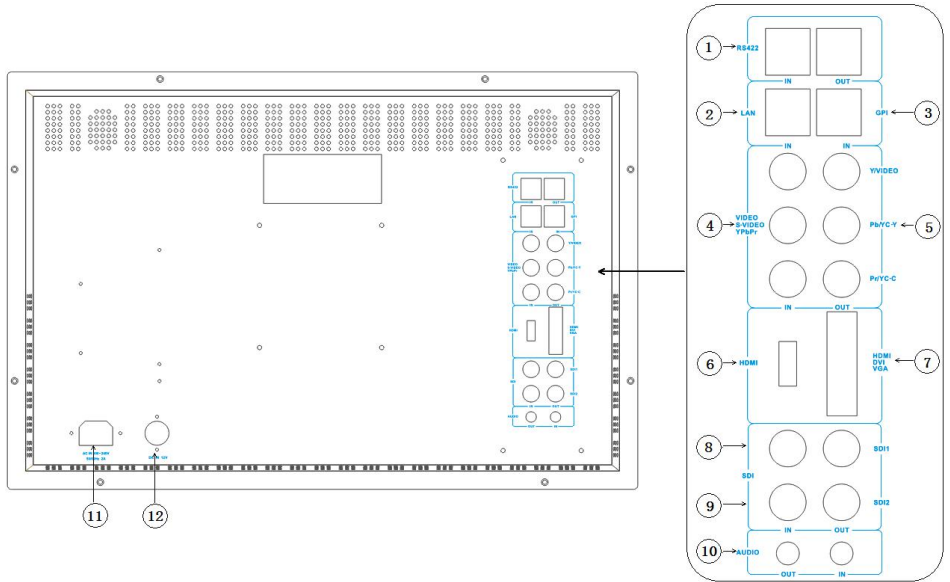 1
RS422
IN
OUT
2
LAN
GPI
3
IN
IN
Y/VIDEO
4
VIDEO
S-VIDEO
YPbPr
Pb/YC-Y
5
Pr/YC-C
IN
OUT
6
HDMI
HDMI
DVI
VGA
7
8
SDI1
SDI
9
SDI2
IN
OUT
10
AUDIO
OUT
IN
11
12